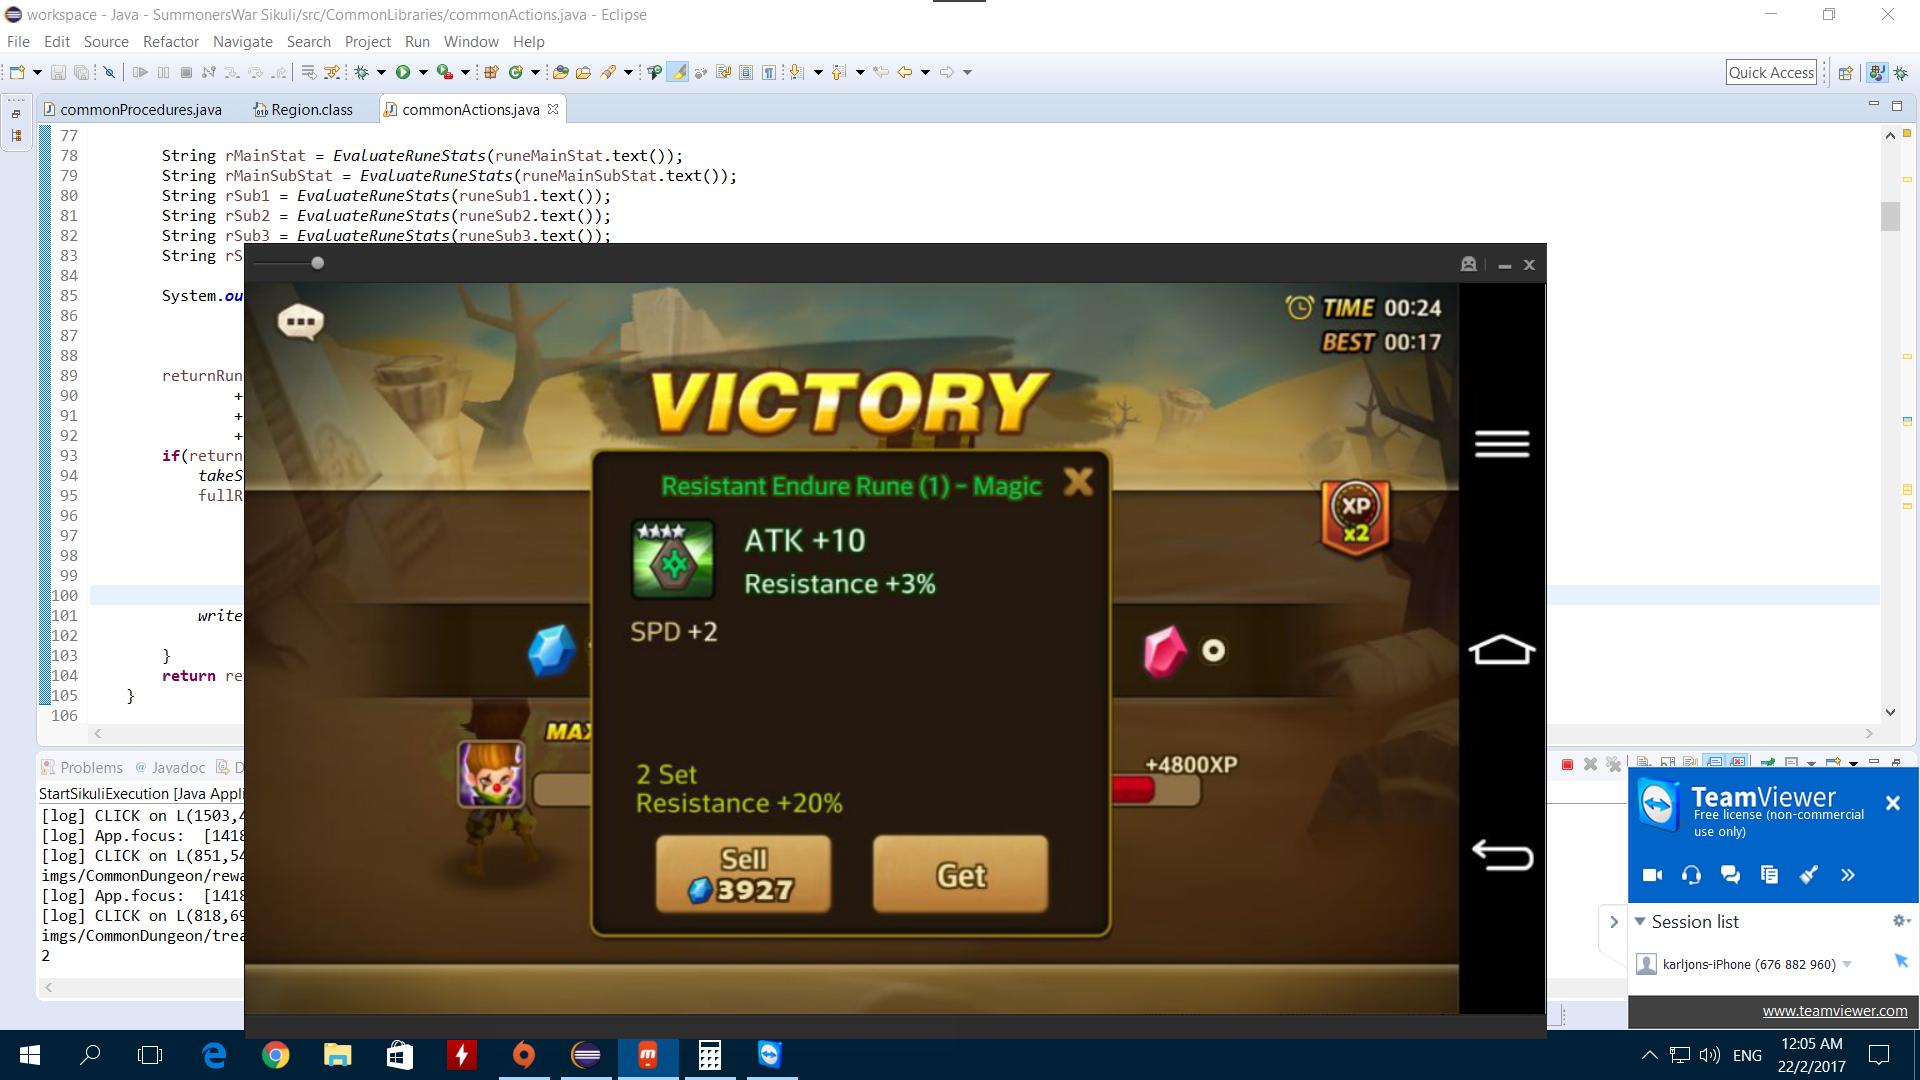 workspace - Java - SummonersWar Sikuli/src/CommonLibraries/commonActions.java - Eclipse
File Edit Source Refactor Navigate Search Project Run Window Help
Quick Access
commonProcedures.java Region.class commonActions.java
77
78 String rMainStat = EvaluateRuneStats(runeMainStat.text());
79 String rMainSubStat = EvaluateRuneStats(runeMainSubStat.text());
80 String rSub1 = EvaluateRuneStats(runeSub1.text());
81 String rSub2 = EvaluateRuneStats(runeSub2.text());
82 String rSub3 = EvaluateRuneStats(runeSub3.text());
83 String rS
84
85 System.ou
86
87
88
89 returnRun
90 +
91 +
92 +
93 if(return
94 takeS
95 fullR
96
97
98
99
100
101 write
102
103 }
104 return re
105 }
106
TIME 00:24
BEST 00:17
VICTORY
Resistant Endure Rune (1) - Magic
ATK +10
Resistance +3%
SPD +2
XP
x2
MAX
+4800XP
2 Set
Resistance +20%
Sell
3927
Get
Problems @ Javadoc D
StartSikuliExecution [Java Appli
[log] CLICK on L(1503,4
[log] App.focus: [1418
[log] CLICK on L(851,54
imgs/CommonDungeon/rewa
[log] App.focus: [1418
[log] CLICK on L(818,69
imgs/CommonDungeon/trea
2
TeamViewer
Free license (non-commercial
use only)
Session list
karljons-iPhone (676 882 960)
www.teamviewer.com
ENG
12:05 AM
22/2/2017